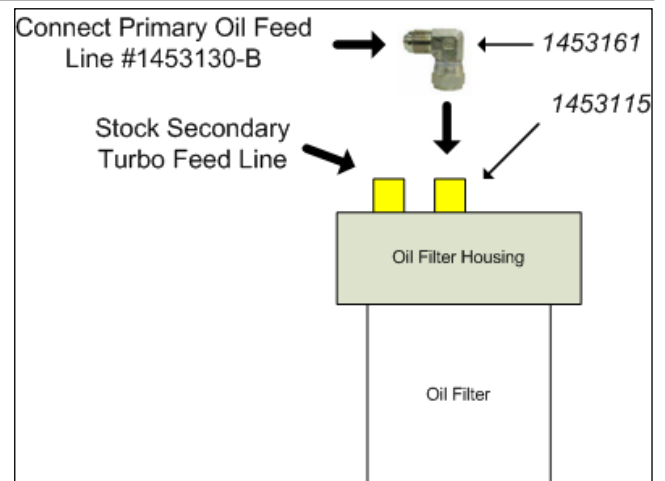 Connect Primary Oil Feed
Line #1453130-B
1453161
1453115
Stock Secondary
Turbo Feed Line
Oil Filter Housing
Oil Filter